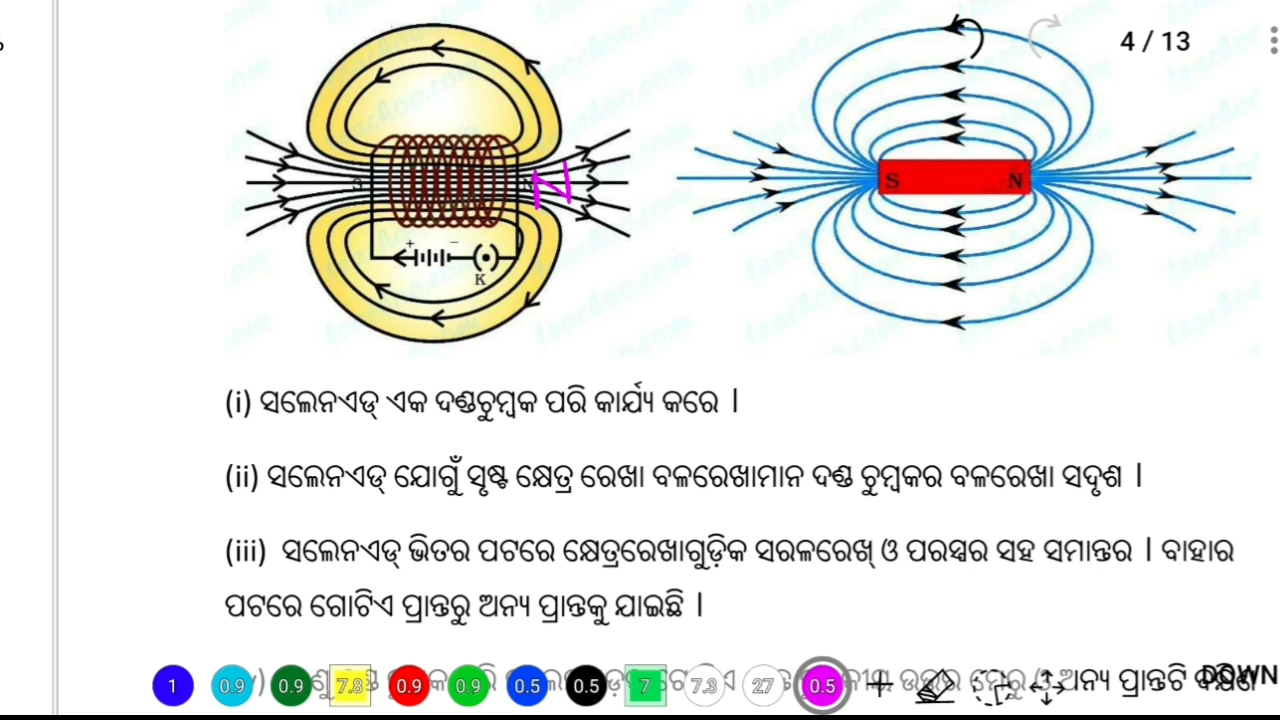 4 / 13
S N
+ −
K
N
(i) ସଲେନଏଡ୍ ଏକ ଦଣ୍ଡଚୁମ୍ବକ ପରି କାର୍ଯ୍ୟ କରେ ।
(ii) ସଲେନଏଡ୍ ଯୋଗୁଁ ସୃଷ୍ଟ କ୍ଷେତ୍ର ରେଖା ବଳରେଖାମାନ ଦଣ୍ଡ ଚୁମ୍ବକର ବଳରେଖା ସଦୃଶ ।
(iii) ସଲେନଏଡ୍ ଭିତର ପଟରେ କ୍ଷେତ୍ରରେଖାଗୁଡ଼ିକ ସରଳରେଖ୍ ଓ ପରସ୍ପର ସହ ସମାନ୍ତର । ବାହାର
ପଟରେ ଗୋଟିଏ ପ୍ରାନ୍ତରୁ ଅନ୍ୟ ପ୍ରାନ୍ତକୁ ଯାଇଛି ।
ଓ ଅନ୍ୟ ପ୍ରାନ୍ତଟି
1 0.9 0.9 7.8 0.9 0.9 0.5 0.5 7 7.3 27 0.5 DOWN